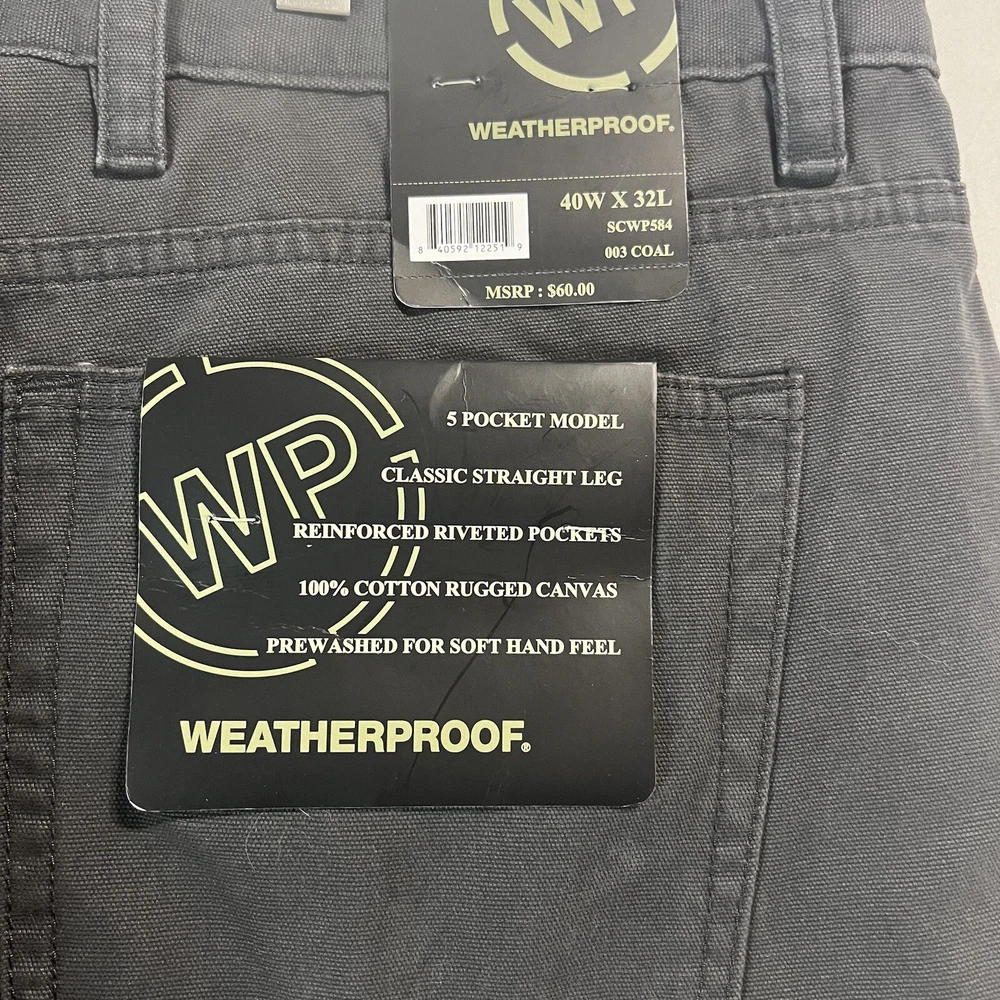 WP
WEATHERPROOF.
40W X 32L
SCWP584
003 COAL
8 40592 12251 9
MSRP : $60.00
WP
5 POCKET MODEL
CLASSIC STRAIGHT LEG
REINFORCED RIVETED POCKETS
100% COTTON RUGGED CANVAS
PREWASHED FOR SOFT HAND FEEL
WEATHERPROOF®